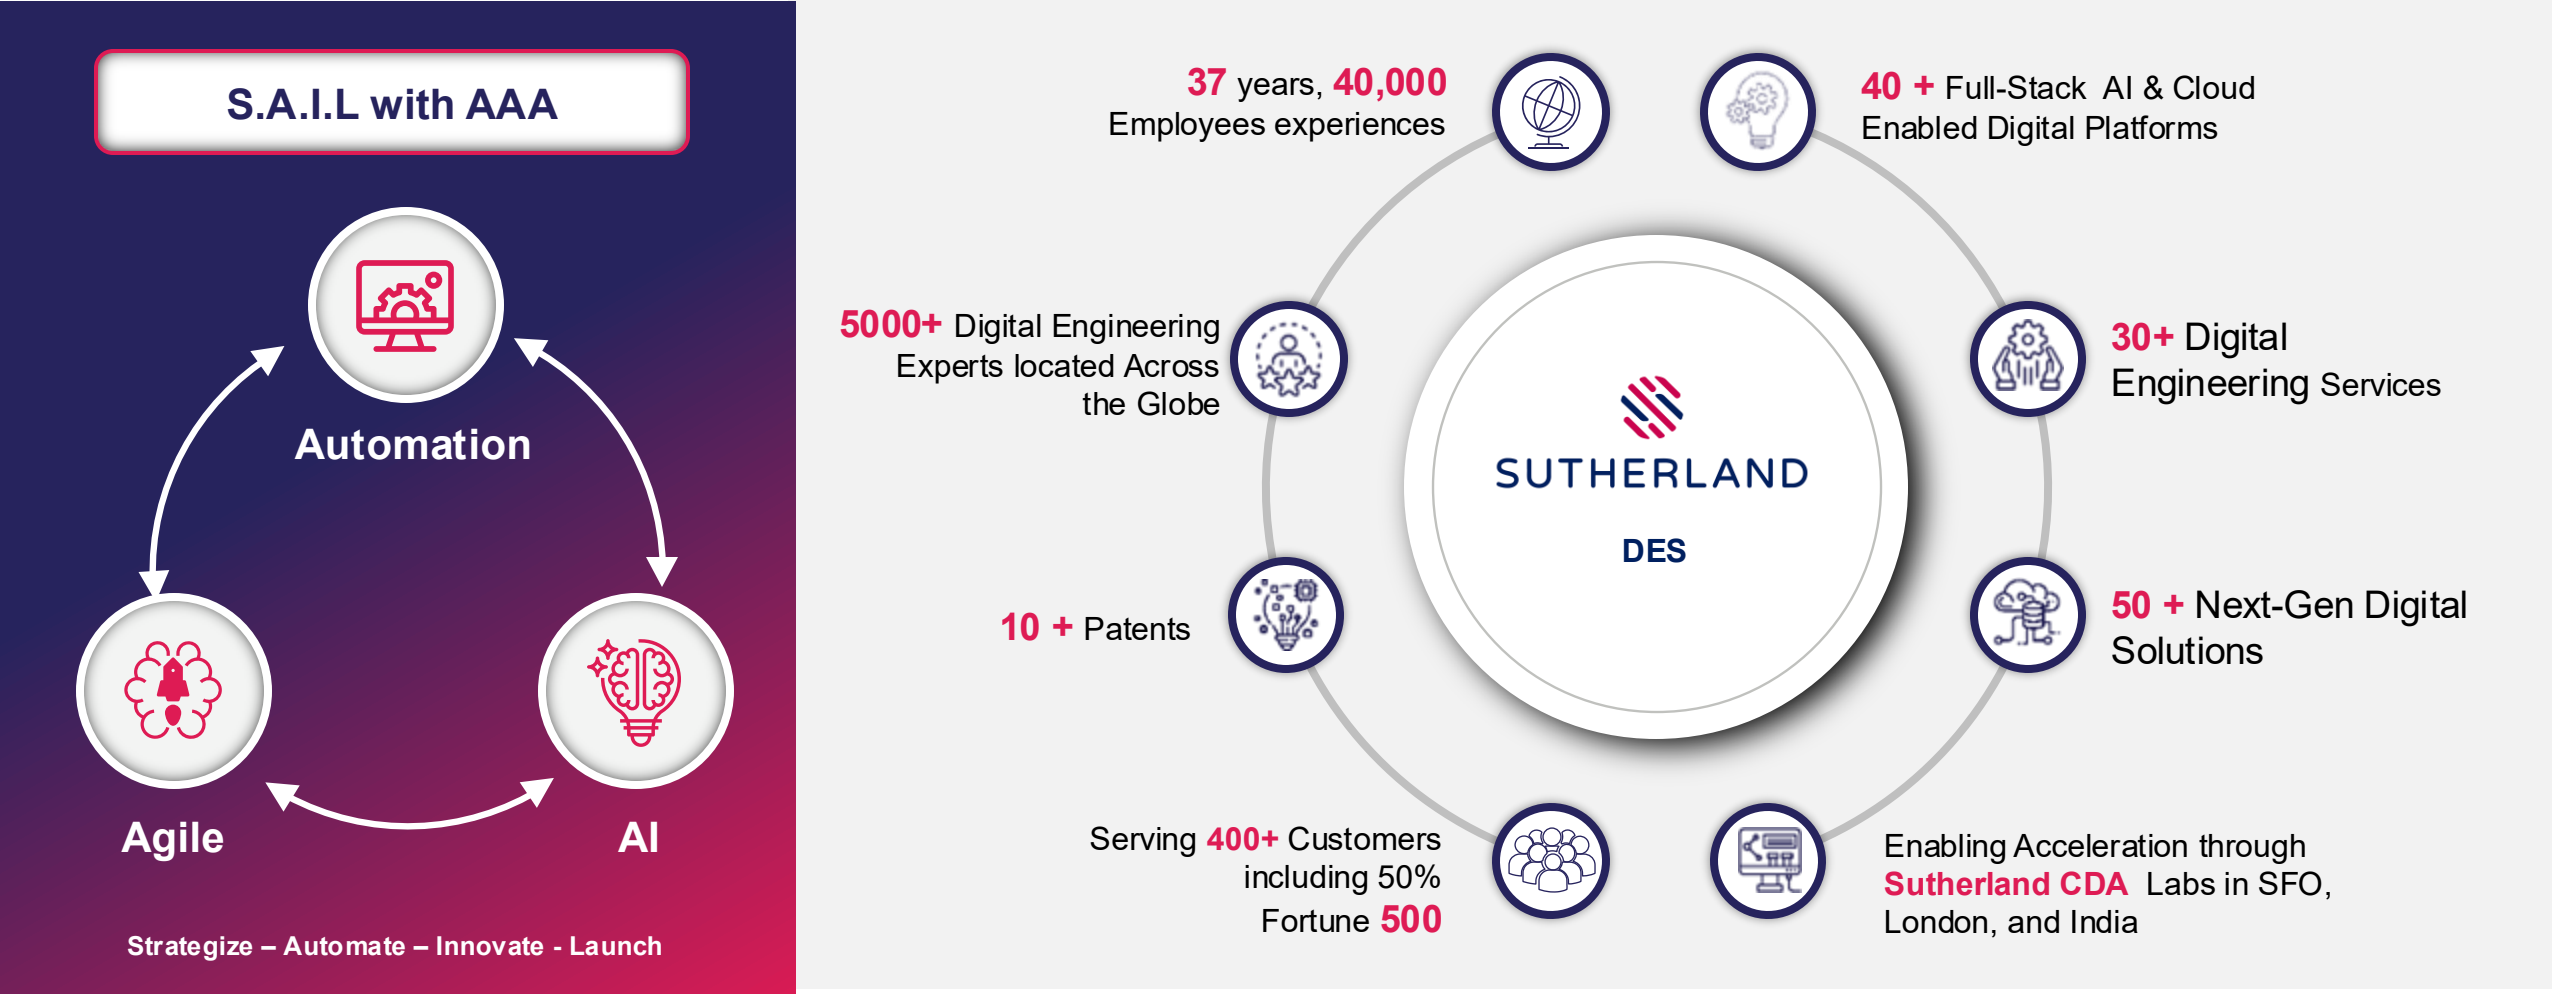 S.A.I.L with AAA
Automation
Agile
AI
Strategize – Automate – Innovate - Launch
37 years, 40,000
Employees experiences
5000+ Digital Engineering
Experts located Across
the Globe
10 + Patents
Serving 400+ Customers
including 50%
Fortune 500
SUTHERLAND
DES
40 + Full-Stack AI & Cloud
Enabled Digital Platforms
30+ Digital
Engineering Services
50 + Next-Gen Digital
Solutions
Enabling Acceleration through
Sutherland CDA Labs in SFO,
London, and India